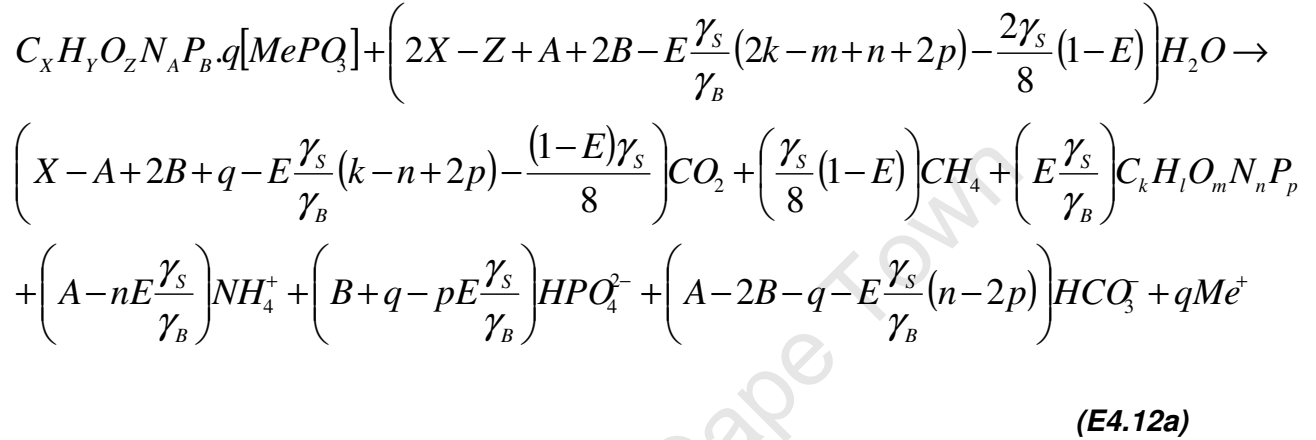 C_X H_Y O_Z N_A P_B .q[MePO_3] + (2X − Z + A + 2B − E γ_S/γ_B (2k − m + n + 2p) − 2γ_S/8 (1 − E)) H_2O →
(X − A + 2B + q − E γ_S/γ_B (k − n + 2p) − (1 − E)γ_S/8) CO_2 + (γ_S/8 (1 − E)) CH_4 + (E γ_S/γ_B) C_k H_l O_m N_n P_p
+ (A − nE γ_S/γ_B) NH_4^+ + (B + q − pE γ_S/γ_B) HPO_4^{2−} + (A − 2B − q − E γ_S/γ_B (n − 2p)) HCO_3^− + qMe^+
(E4.12a)
ape Town